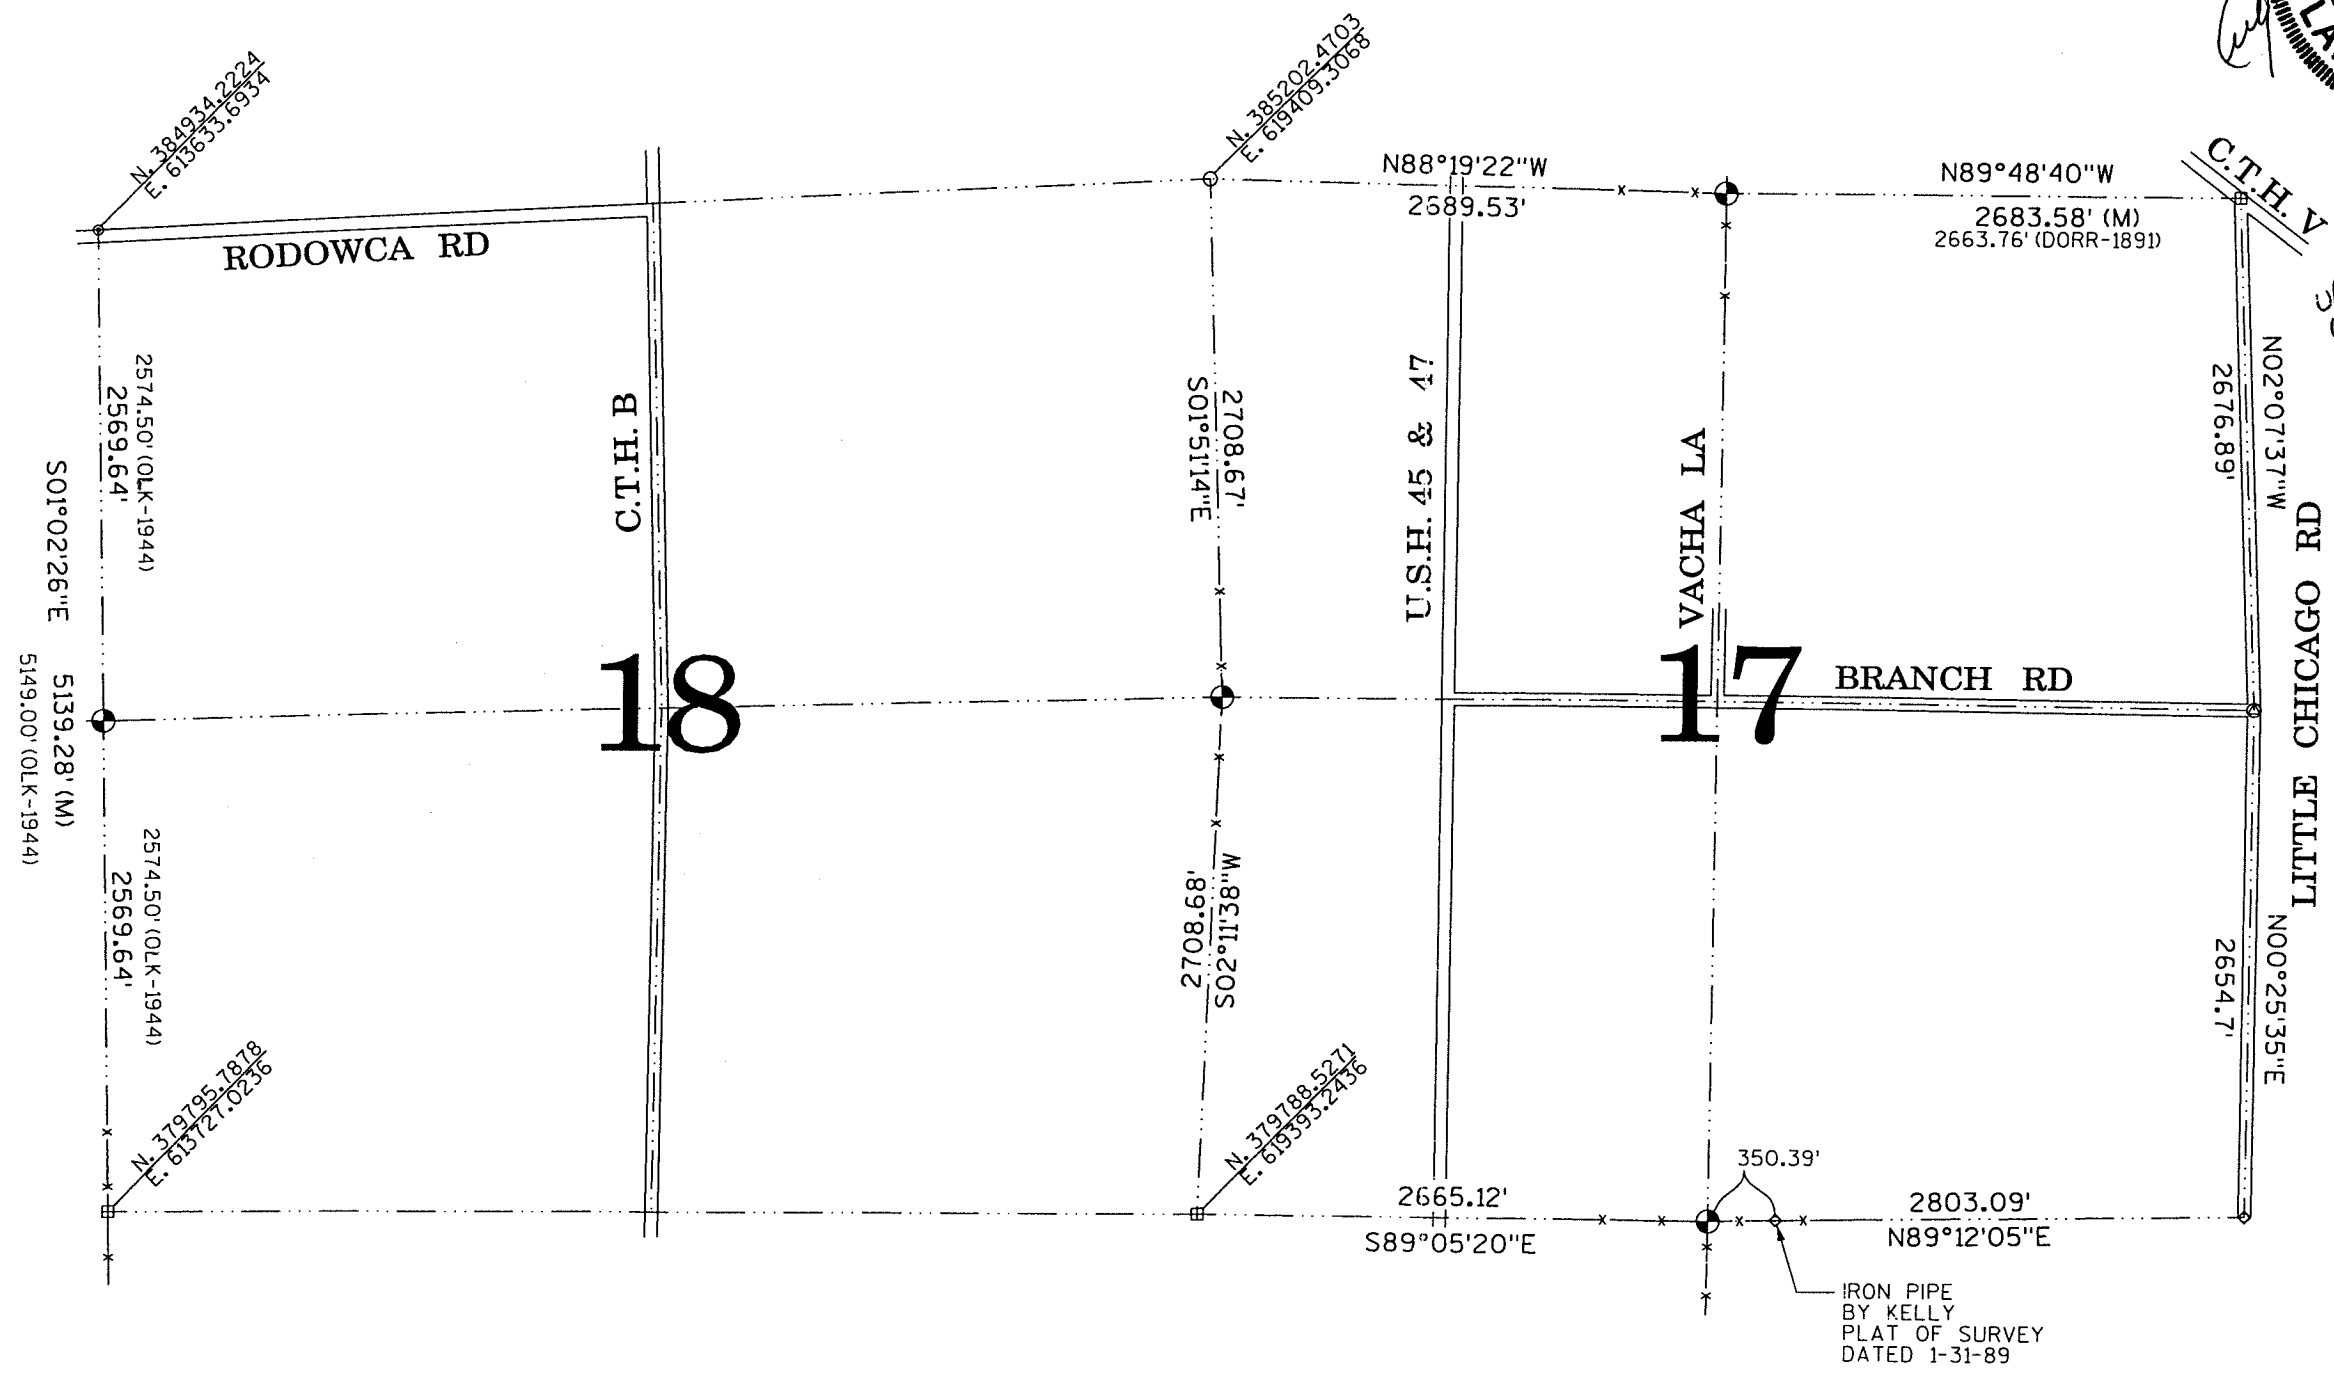 N. 384934.2224
E. 613633.6934
N. 385202.4703
E. 619409.3068
N88°19'22"W
2689.53'
N89°48'40"W
2683.58' (M)
2663.76' (DORR-1891)
C.T.H. V
RODOWCA RD
2574.50' (OLK-1944)
2569.64'
S01°02'26"E 5139.28' (M)
5149.00' (OLK-1944)
C.T.H. B
2708.67'
S01°51'14"E
U.S.H. 45 & 47
VACHA LA
N02°07'37"W
2676.89'
LITTLE CHICAGO RD
18
17
BRANCH RD
2574.50' (OLK-1944)
2569.64'
S02°11'38"W
2708.68'
N00°25'35"E
2654.7'
N. 379795.7878
E. 613727.0236
N. 379788.5271
E. 619393.2436
350.39'
2665.12'
S89°05'20"E
2803.09'
N89°12'05"E
IRON PIPE
BY KELLY
PLAT OF SURVEY
DATED 1-31-89